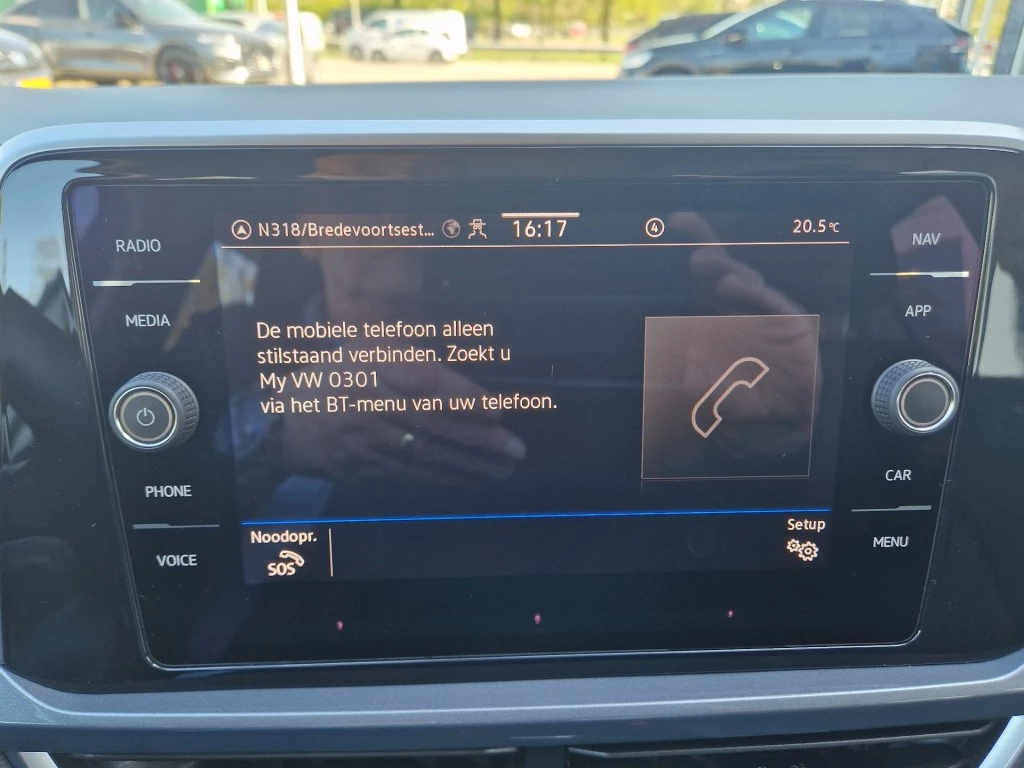 RADIO
MEDIA
PHONE
VOICE
N318/Bredevoortsest... 16:17 4 20.5°C
De mobiele telefoon alleen
stilstaand verbinden. Zoekt u
My VW 0301
via het BT-menu van uw telefoon.
Noodopr.
SOS
Setup
NAV
APP
CAR
MENU